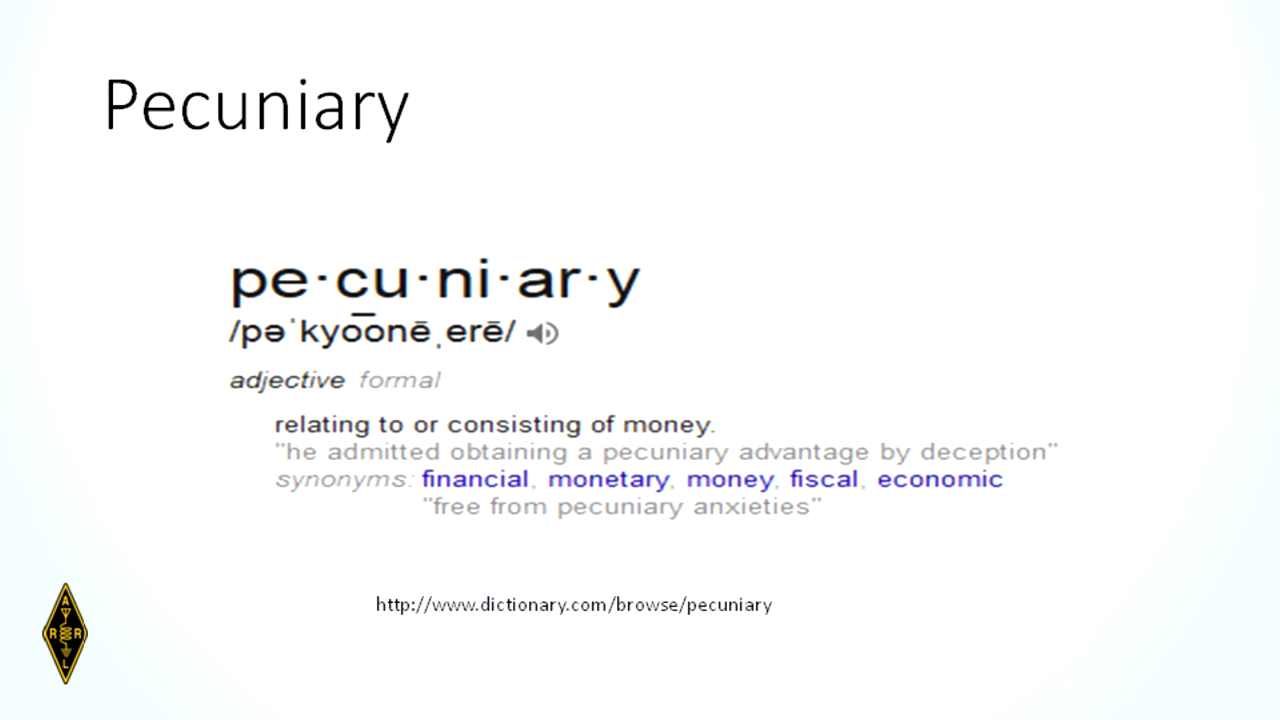 Pecuniary
pe·cu·ni·ar·y
/pəˈkyo͞onēˌerē/
adjective formal
relating to or consisting of money.
"he admitted obtaining a pecuniary advantage by deception"
synonyms: financial, monetary, money, fiscal, economic
"free from pecuniary anxieties"
http://www.dictionary.com/browse/pecuniary
A
R R
L